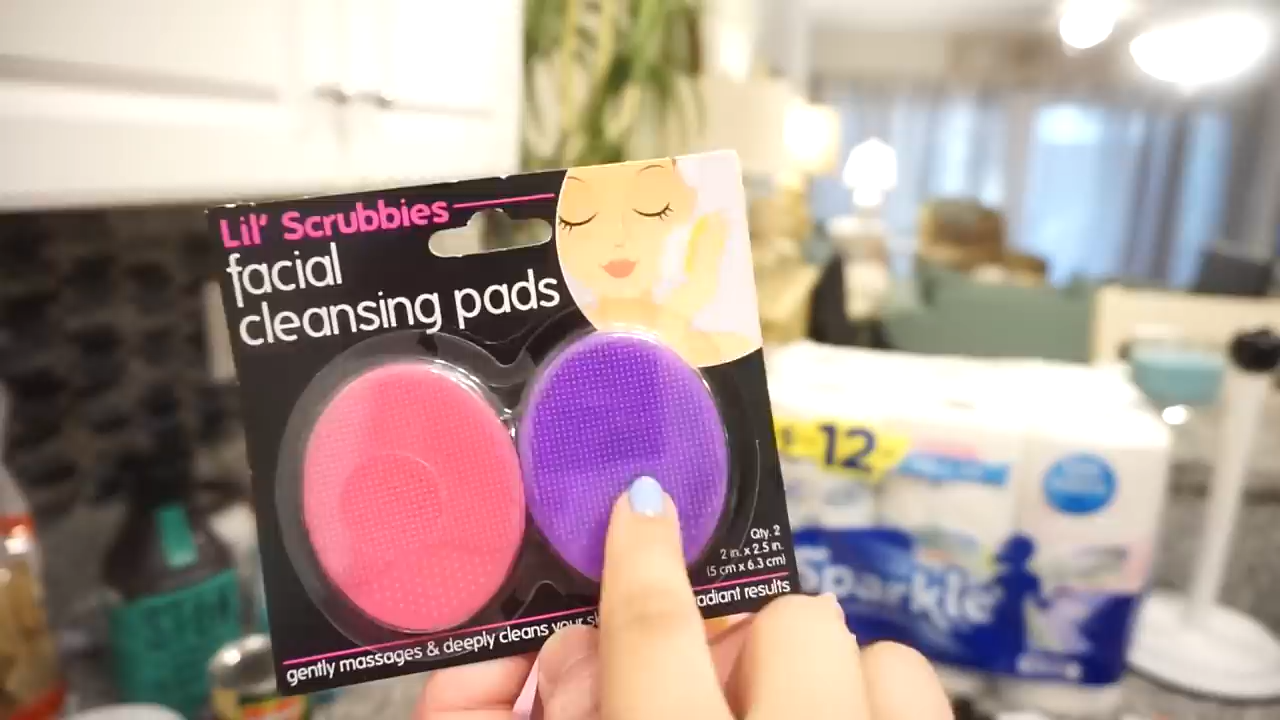 Lil' Scrubbies
facial
cleansing pads
Qty. 2
2 in. x 2.5 in.
(5 cm x 6.3 cm)
gently massages & deeply cleans your results
12
Sparkle